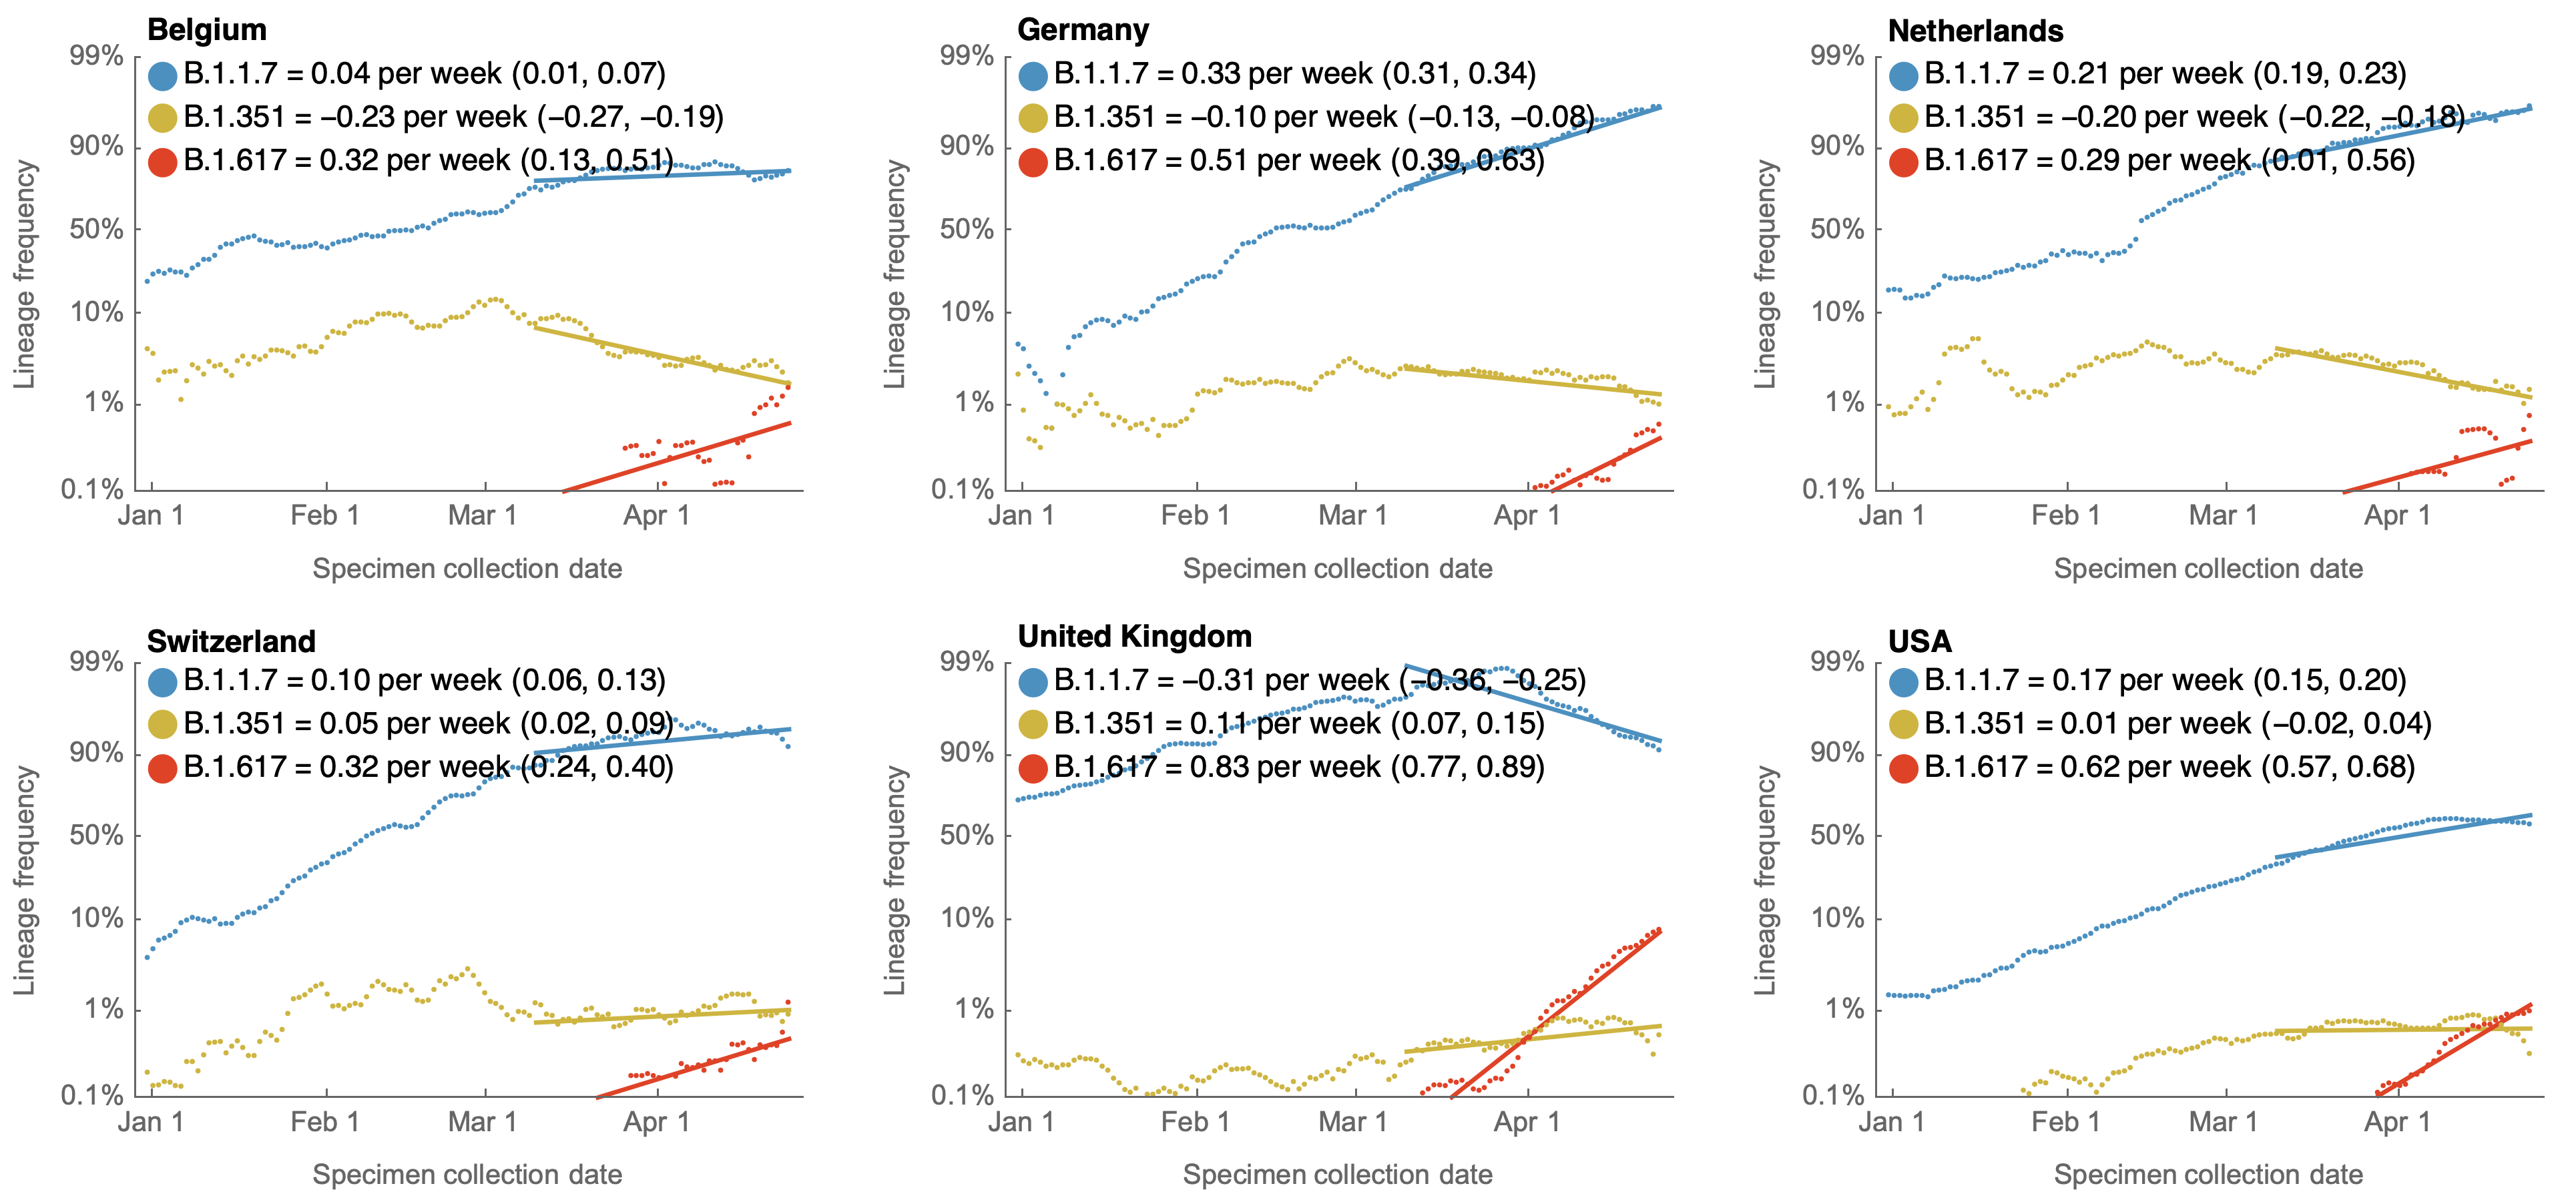 Belgium
99%
B.1.1.7 = 0.04 per week (0.01, 0.07)
B.1.351 = −0.23 per week (−0.27, −0.19)
90%
B.1.617 = 0.32 per week (0.13, 0.51)
50%
10%
1%
0.1%
Lineage frequency
Jan 1 Feb 1 Mar 1 Apr 1
Specimen collection date
Germany
99%
B.1.1.7 = 0.33 per week (0.31, 0.34)
B.1.351 = −0.10 per week (−0.13, −0.08)
90%
B.1.617 = 0.51 per week (0.39, 0.63)
50%
10%
1%
0.1%
Lineage frequency
Jan 1 Feb 1 Mar 1 Apr 1
Specimen collection date
Netherlands
99%
B.1.1.7 = 0.21 per week (0.19, 0.23)
B.1.351 = −0.20 per week (−0.22, −0.18)
90%
B.1.617 = 0.29 per week (0.01, 0.56)
50%
10%
1%
0.1%
Lineage frequency
Jan 1 Feb 1 Mar 1 Apr 1
Specimen collection date
Switzerland
99%
B.1.1.7 = 0.10 per week (0.06, 0.13)
B.1.351 = 0.05 per week (0.02, 0.09)
90%
B.1.617 = 0.32 per week (0.24, 0.40)
50%
10%
1%
0.1%
Lineage frequency
Jan 1 Feb 1 Mar 1 Apr 1
Specimen collection date
United Kingdom
99%
B.1.1.7 = −0.31 per week (−0.36, −0.25)
B.1.351 = 0.11 per week (0.07, 0.15)
90%
B.1.617 = 0.83 per week (0.77, 0.89)
50%
10%
1%
0.1%
Lineage frequency
Jan 1 Feb 1 Mar 1 Apr 1
Specimen collection date
USA
99%
B.1.1.7 = 0.17 per week (0.15, 0.20)
B.1.351 = 0.01 per week (−0.02, 0.04)
90%
B.1.617 = 0.62 per week (0.57, 0.68)
50%
10%
1%
0.1%
Lineage frequency
Jan 1 Feb 1 Mar 1 Apr 1
Specimen collection date